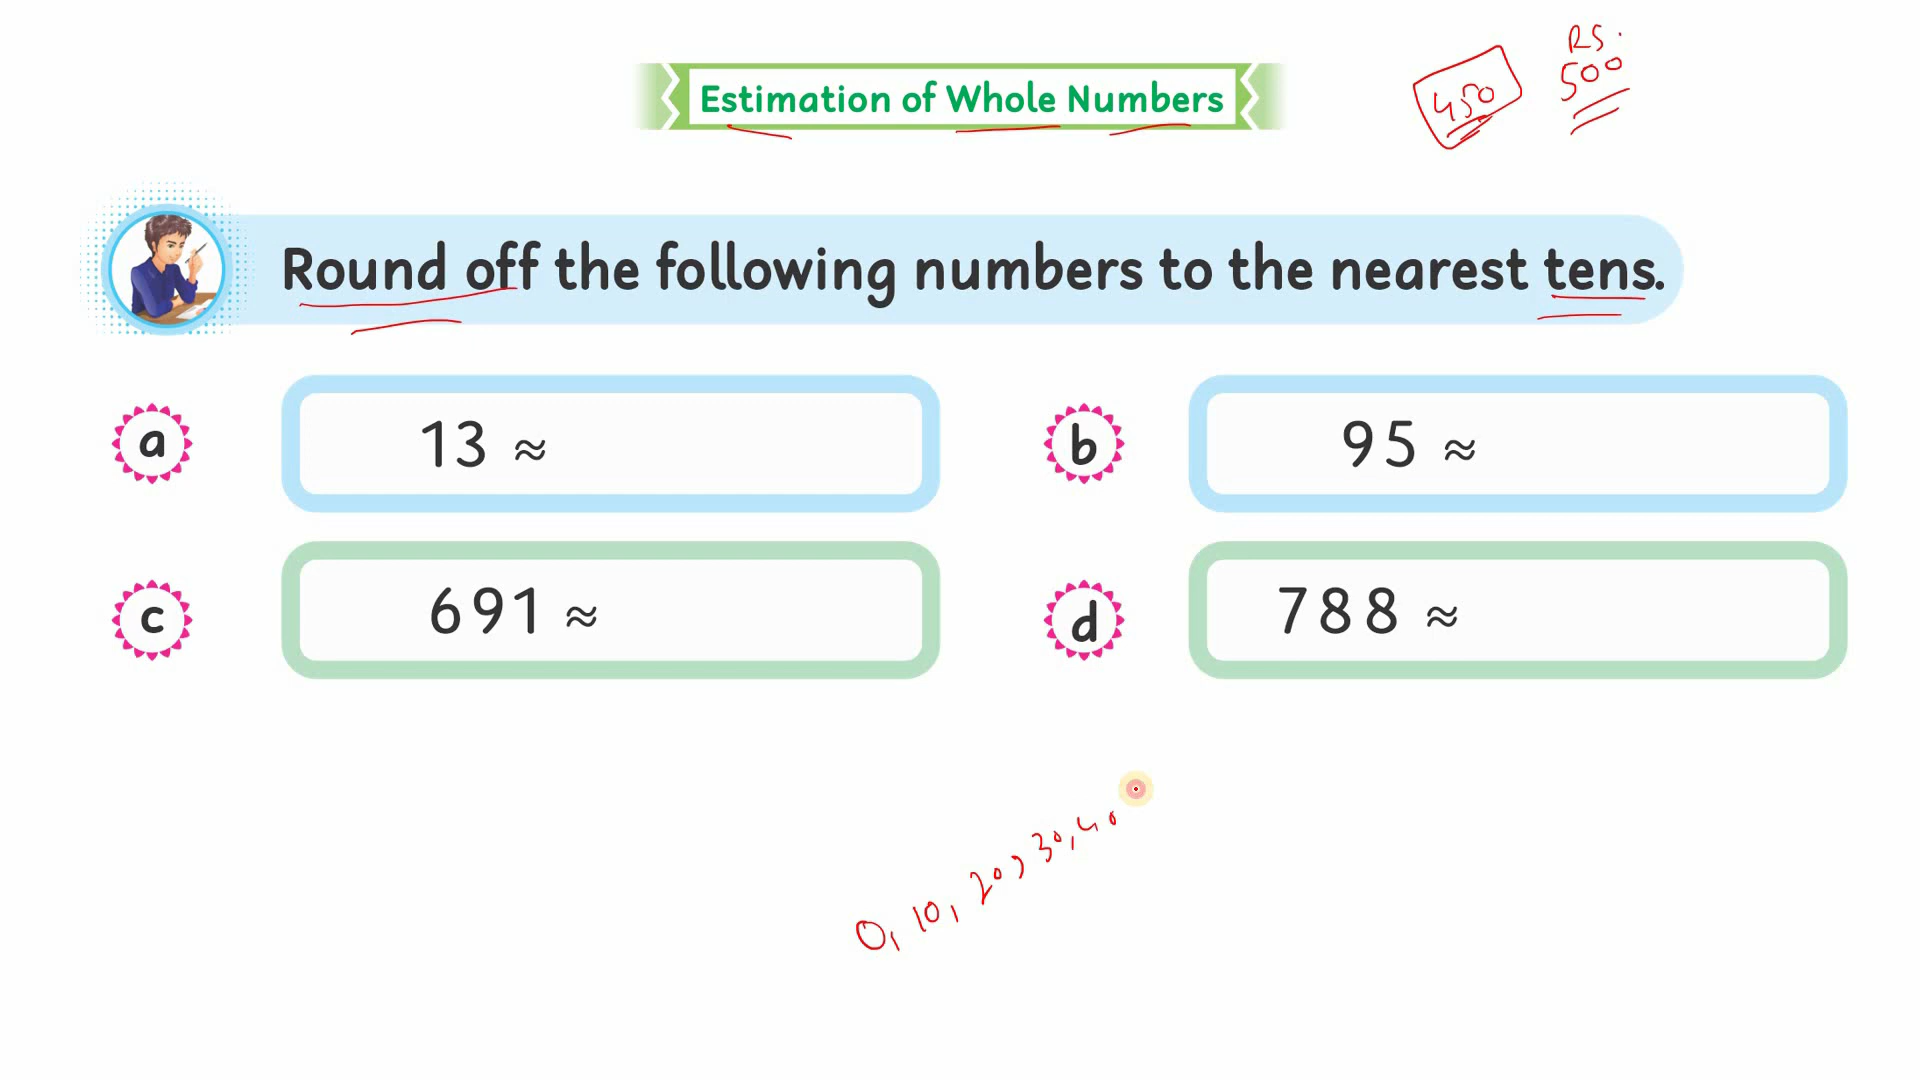 Estimation of Whole Numbers
450
RS.
500
Round off the following numbers to the nearest tens.
a
13 ≈
b
95 ≈
c
691 ≈
d
788 ≈
0, 10, 20, 30, 40